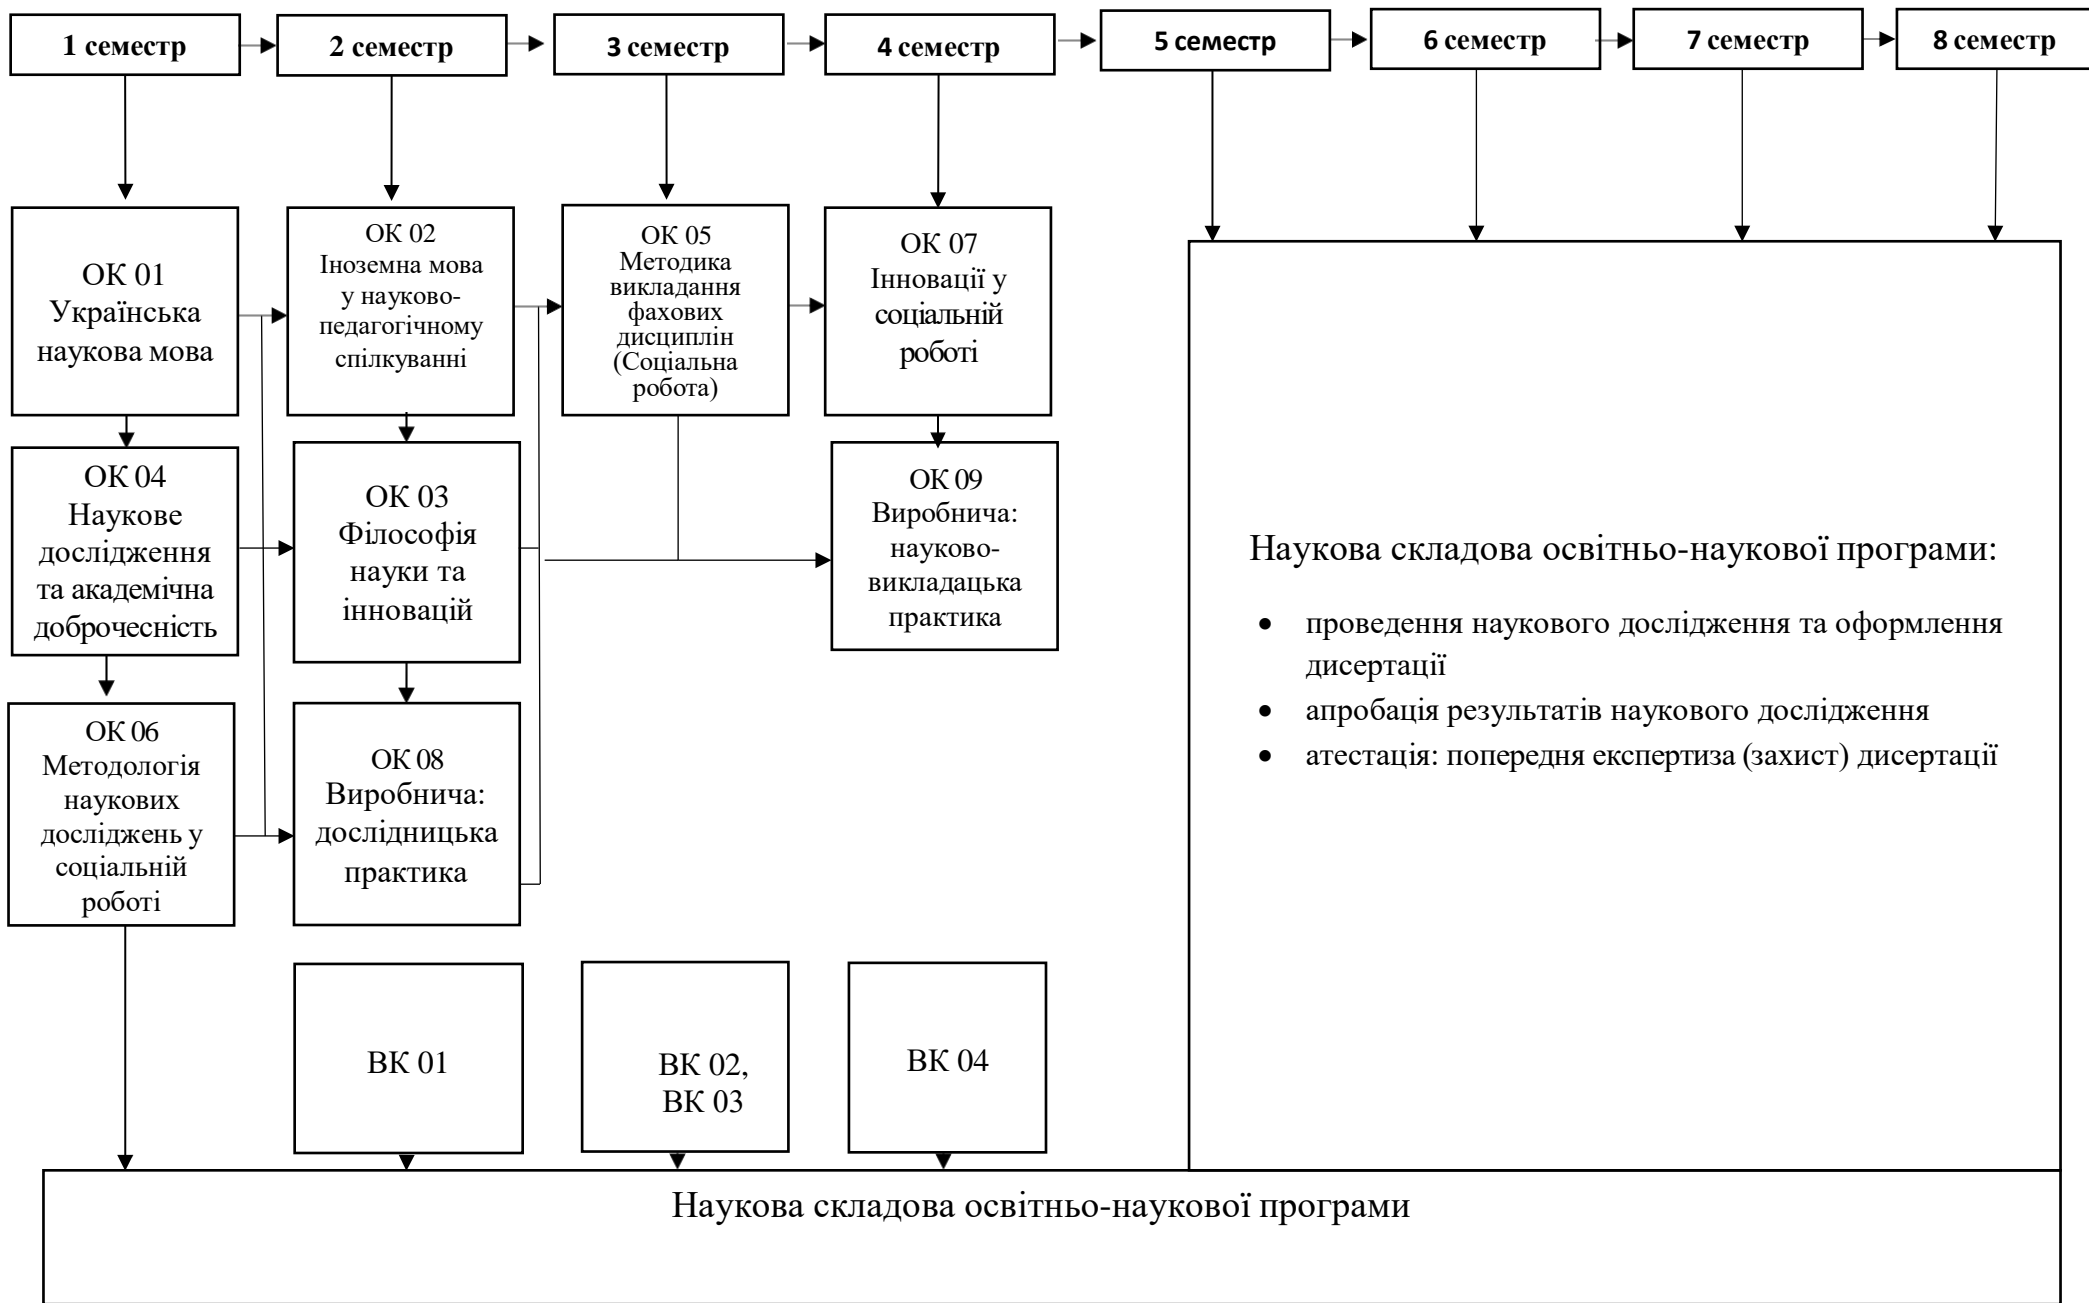 1 семестр
2 семестр
3 семестр
4 семестр
5 семестр
6 семестр
7 семестр
8 семестр
ОК 01
Українська
наукова мова
ОК 02
Іноземна мова
у науково-
педагогічному
спілкуванні
ОК 05
Методика
викладання
фахових
дисциплін
(Соціальна
робота)
ОК 07
Інновації у
соціальній
роботі
ОК 04
Наукове
дослідження
та академічна
доброчесність
ОК 03
Філософія
науки та
інновацій
ОК 09
Виробнича:
науково-
викладацька
практика
Наукова складова освітньо-наукової програми:
• проведення наукового дослідження та оформлення
дисертації
• апробація результатів наукового дослідження
• атестація: попередня експертиза (захист) дисертації
ОК 06
Методологія
наукових
досліджень у
соціальній
роботі
ОК 08
Виробнича:
дослідницька
практика
ВК 01
ВК 02,
ВК 03
ВК 04
Наукова складова освітньо-наукової програми